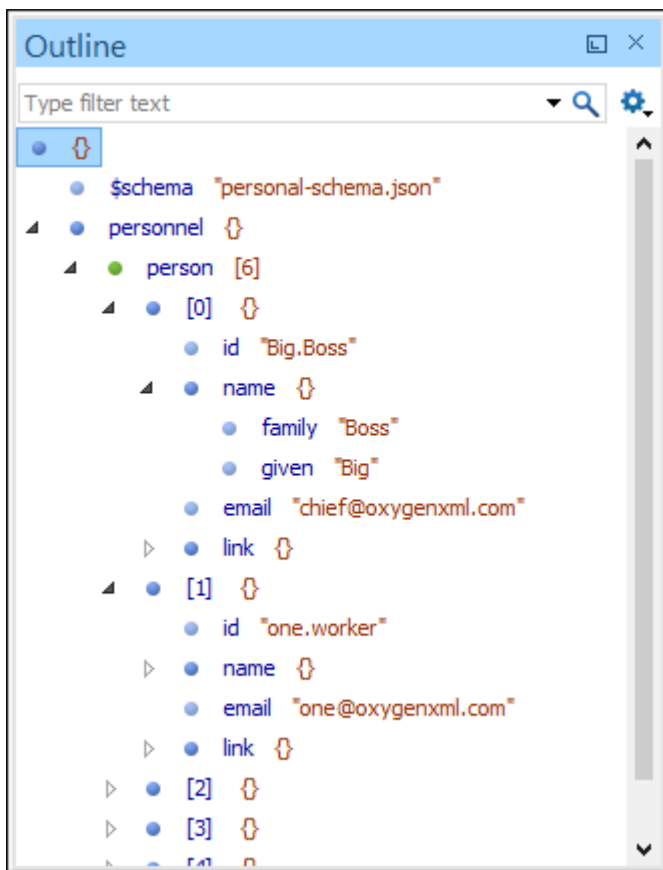 Outline
Type filter text
{}
$schema "personal-schema.json"
personnel {}
person [6]
[0] {}
id "Big.Boss"
name {}
family "Boss"
given "Big"
email "chief@oxygenxml.com"
link {}
[1] {}
id "one.worker"
name {}
email "one@oxygenxml.com"
link {}
[2] {}
[3] {}
[4] {}